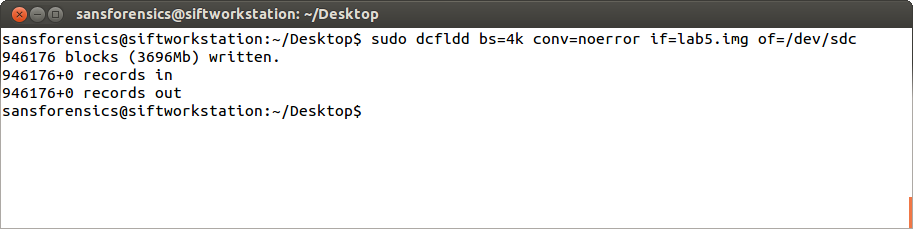 sansforensics@siftworkstation: ~/Desktop
sansforensics@siftworkstation:~/Desktop$ sudo dcfldd bs=4k conv=noerror if=lab5.img of=/dev/sdc
946176 blocks (3696Mb) written.
946176+0 records in
946176+0 records out
sansforensics@siftworkstation:~/Desktop$